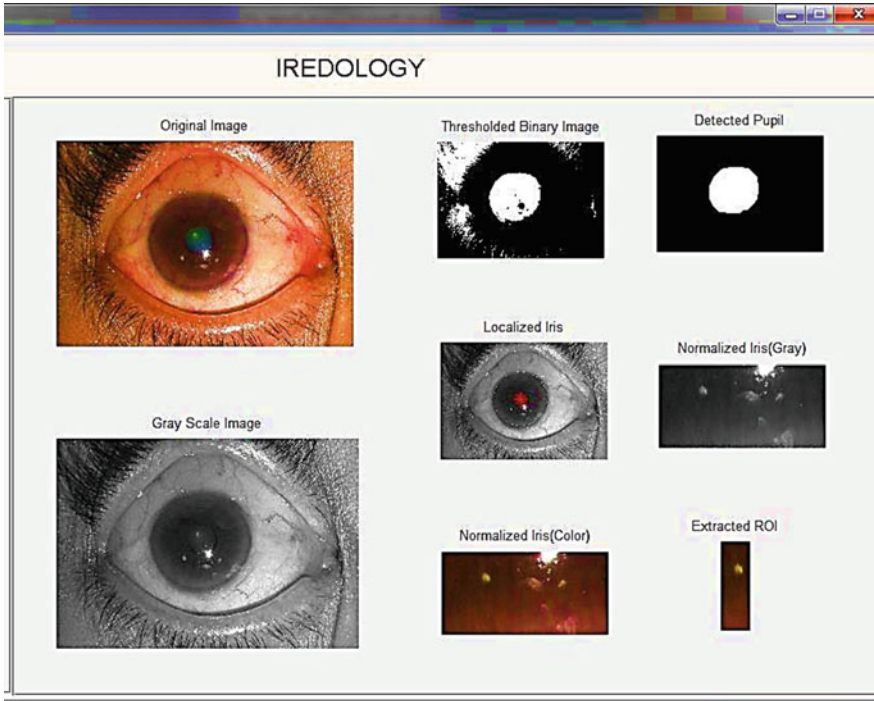 IREDOLOGY
Original Image
Thresholded Binary Image
Detected Pupil
Localized Iris
Normalized Iris(Gray)
Gray Scale Image
Normalized Iris(Color)
Extracted ROI